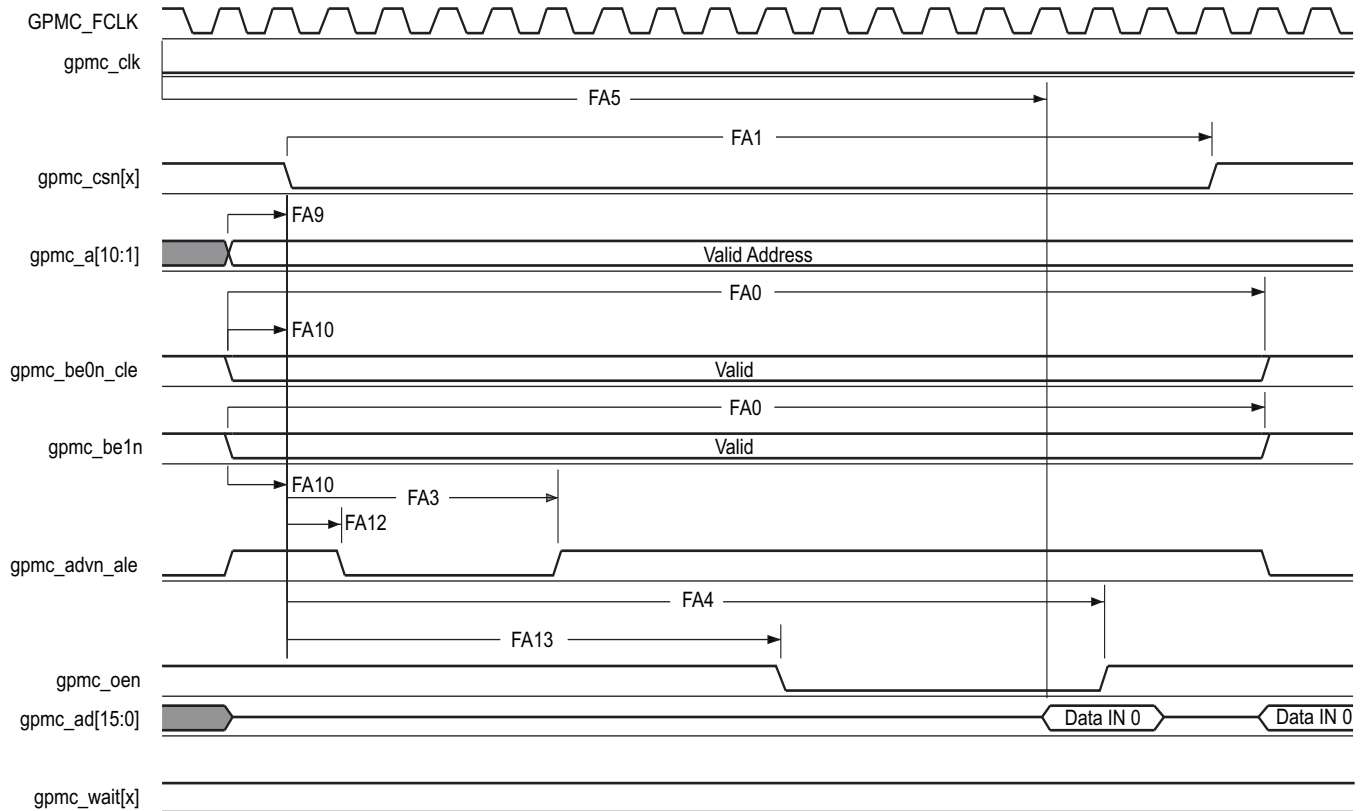 GPMC_FCLK
gpmc_clk
FA5
FA1
gpmc_csn[x]
FA9
gpmc_a[10:1]
Valid Address
FA0
FA10
gpmc_be0n_cle
Valid
FA0
gpmc_be1n
Valid
FA10
FA3
FA12
gpmc_advn_ale
FA4
FA13
gpmc_oen
gpmc_ad[15:0]
Data IN 0
Data IN 0
gpmc_wait[x]